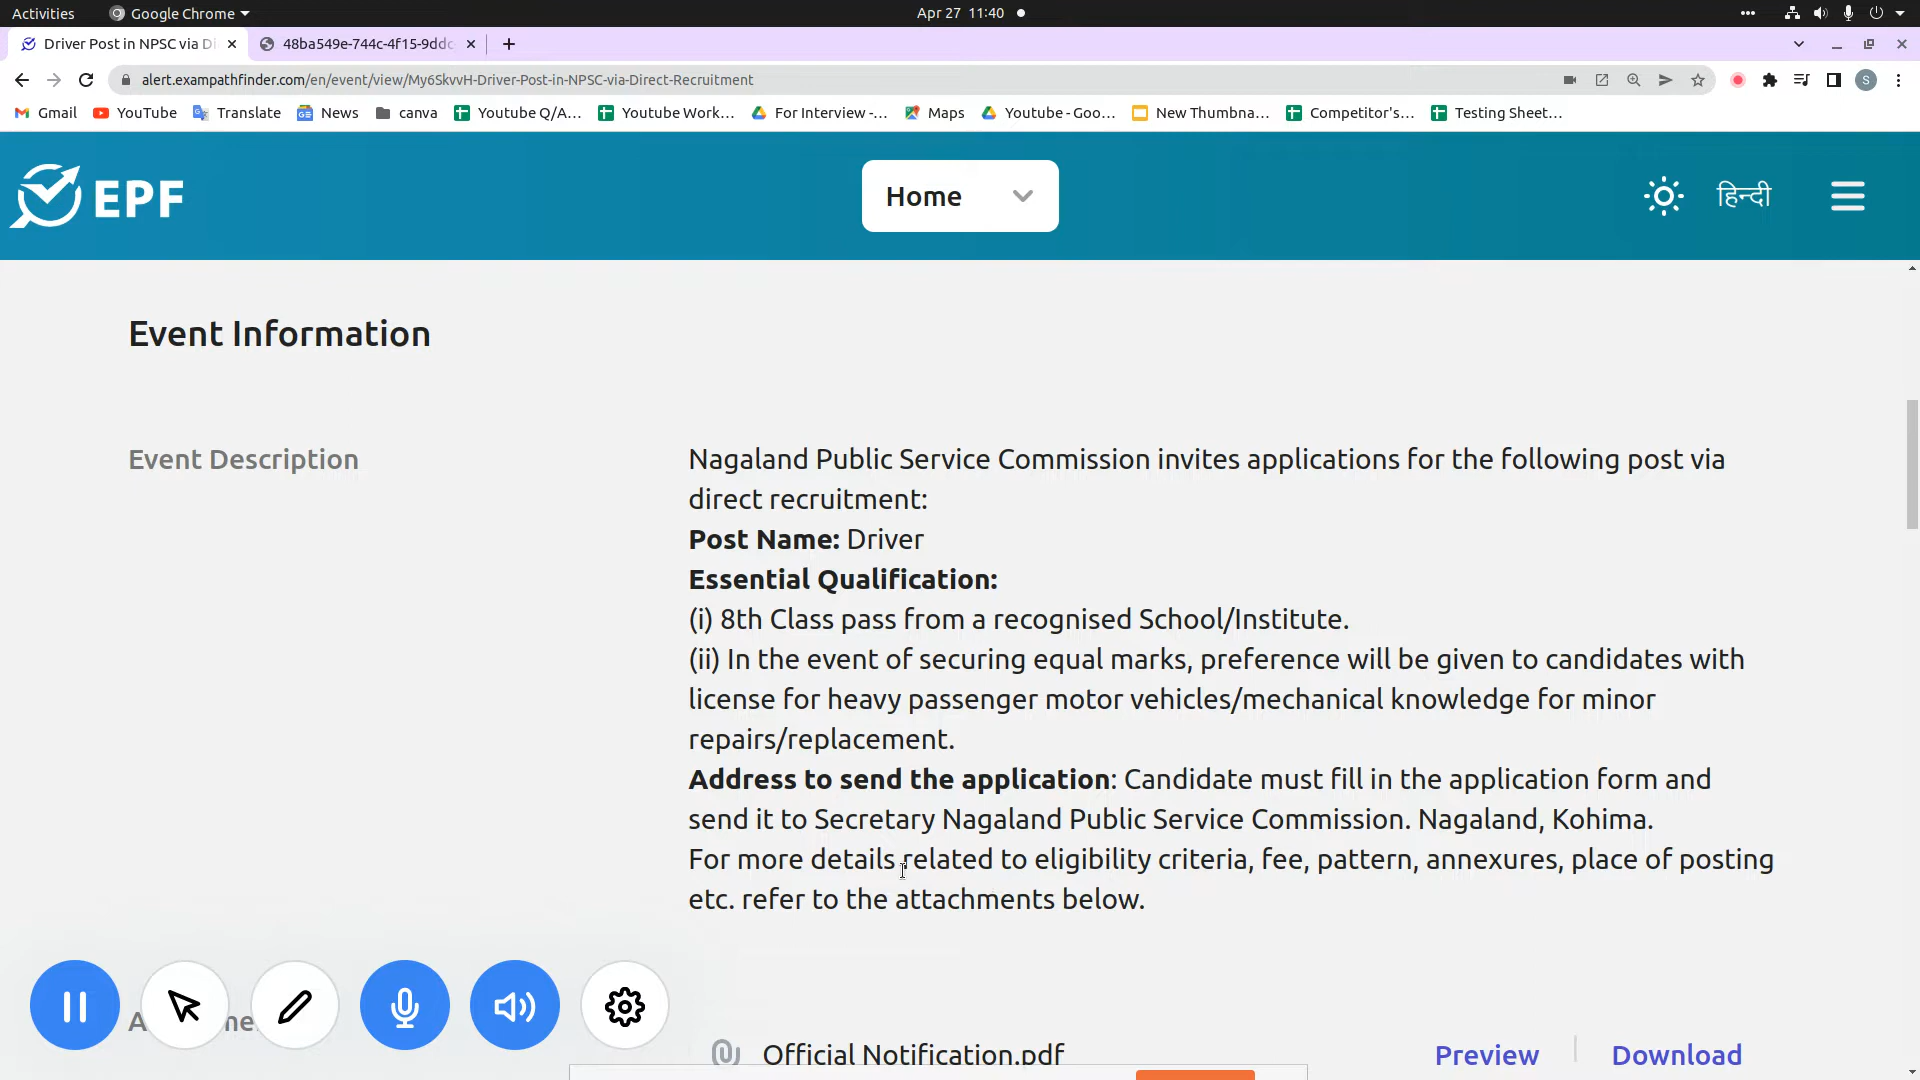 Activities Google Chrome Apr 27 11:40
Driver Post in NPSC via Di 48ba549e-744c-4f15-9ddc
alert.exampathfinder.com/en/event/view/My6SkvvH-Driver-Post-in-NPSC-via-Direct-Recruitment S
Gmail YouTube Translate News canva Youtube Q/A... Youtube Work... For Interview -... Maps Youtube - Goo... New Thumbna... Competitor's... Testing Sheet...
EPF Home हिन्दी
Event Information
Event Description
Nagaland Public Service Commission invites applications for the following post via
direct recruitment:
Post Name: Driver
Essential Qualification:
(i) 8th Class pass from a recognised School/Institute.
(ii) In the event of securing equal marks, preference will be given to candidates with
license for heavy passenger motor vehicles/mechanical knowledge for minor
repairs/replacement.
Address to send the application: Candidate must fill in the application form and
send it to Secretary Nagaland Public Service Commission. Nagaland, Kohima.
For more details related to eligibility criteria, fee, pattern, annexures, place of posting
etc. refer to the attachments below.
Official Notification.pdf Preview Download